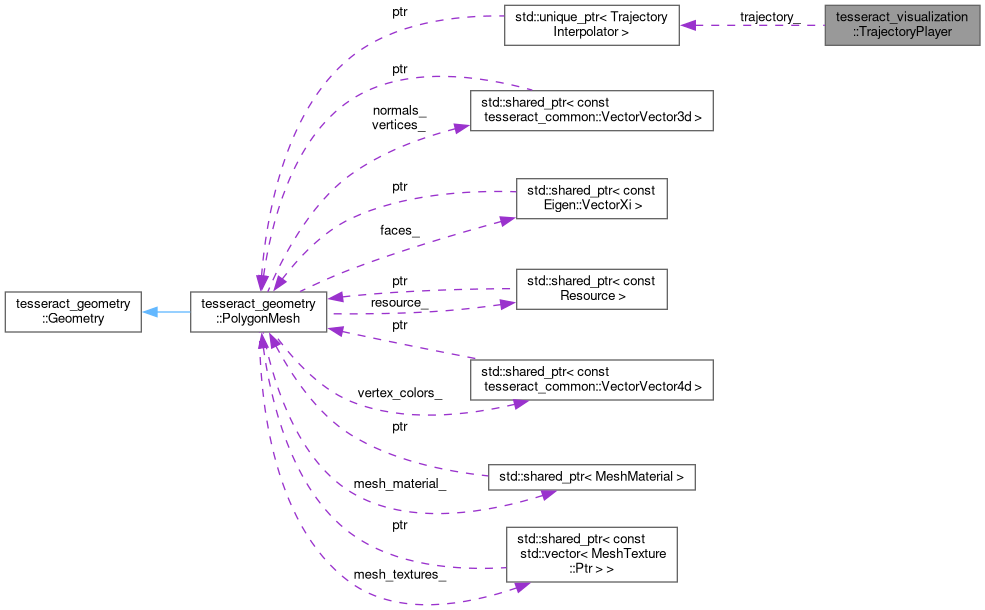 ptr
std::unique_ptr< Trajectory
Interpolator >
trajectory_
tesseract_visualization
::TrajectoryPlayer
ptr
std::shared_ptr< const
tesseract_common::VectorVector3d >
normals_
vertices_
ptr
std::shared_ptr< const
Eigen::VectorXi >
faces_
ptr
std::shared_ptr< const
Resource >
resource_
tesseract_geometry
::Geometry
tesseract_geometry
::PolygonMesh
ptr
std::shared_ptr< const
tesseract_common::VectorVector4d >
vertex_colors_
ptr
std::shared_ptr< MeshMaterial >
mesh_material_
ptr
std::shared_ptr< const
std::vector< MeshTexture
::Ptr > >
mesh_textures_